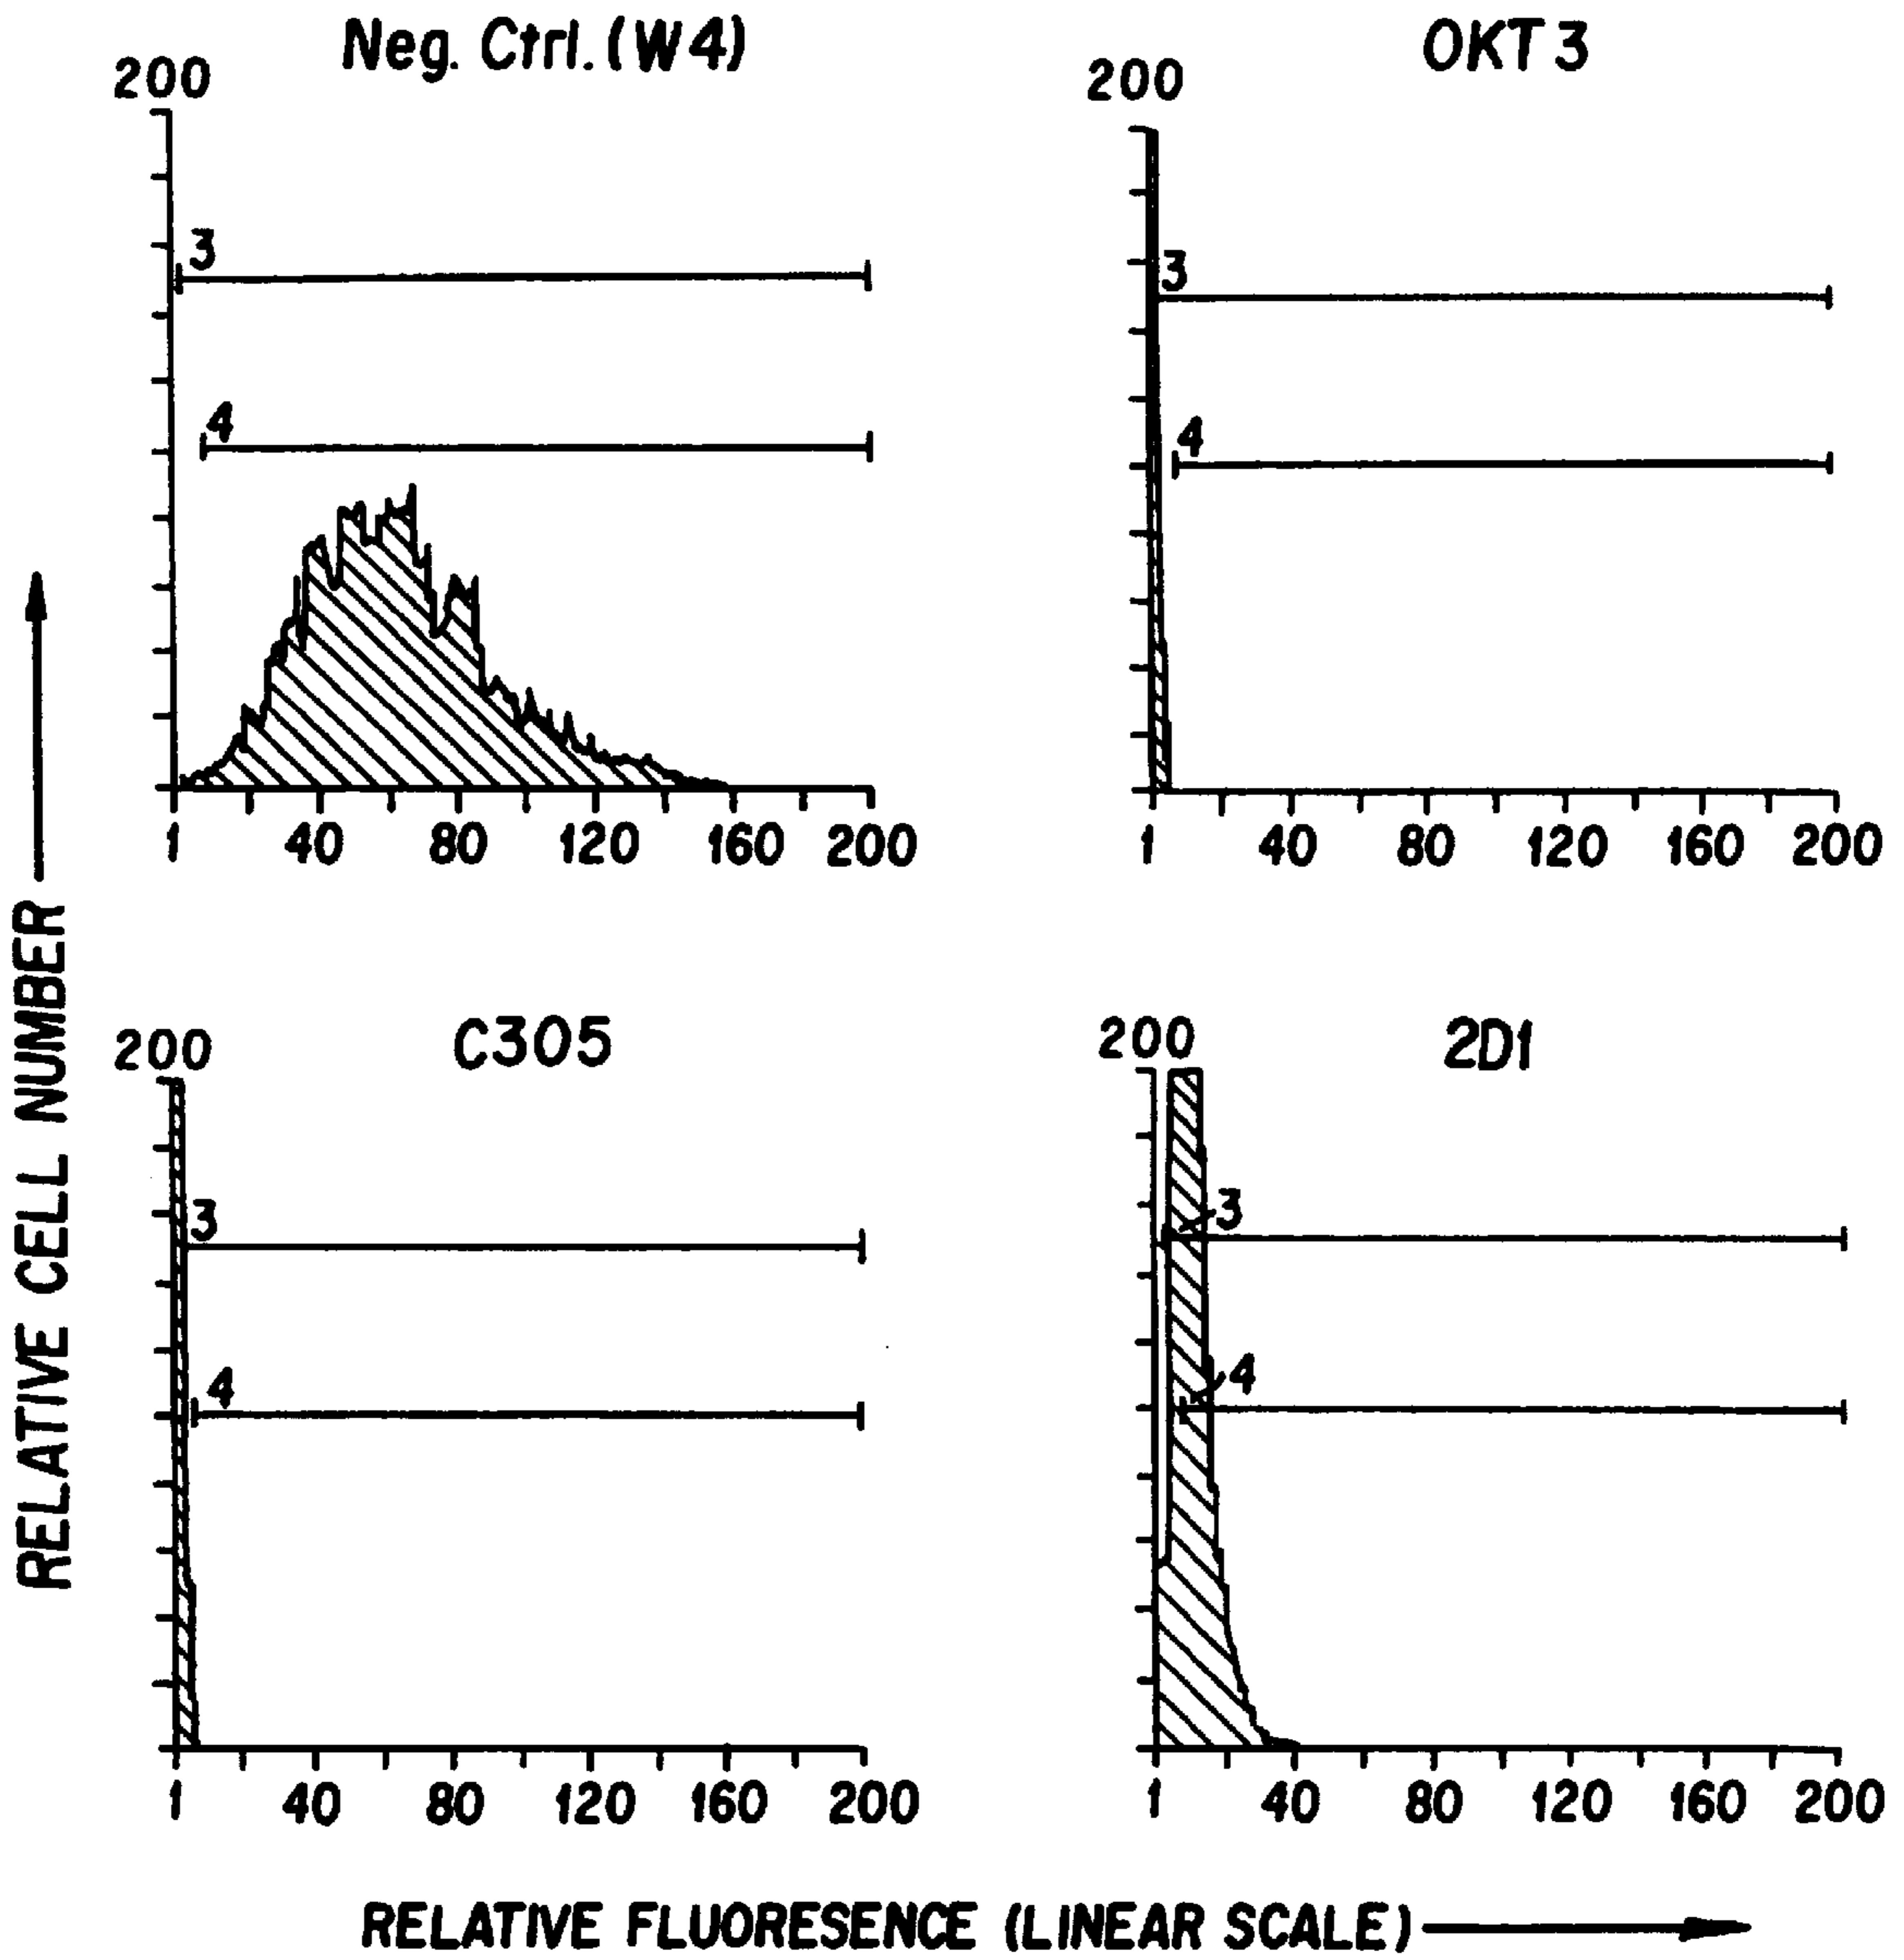 Neg. Ctrl. (W4)
200
3
4
1 40 80 120 160 200
OKT3
200
3
4
1 40 80 120 160 200
C305
200
3
4
1 40 80 120 160 200
2D1
200
3
4
1 40 80 120 160 200
RELATIVE CELL NUMBER
RELATIVE FLUORESENCE (LINEAR SCALE)